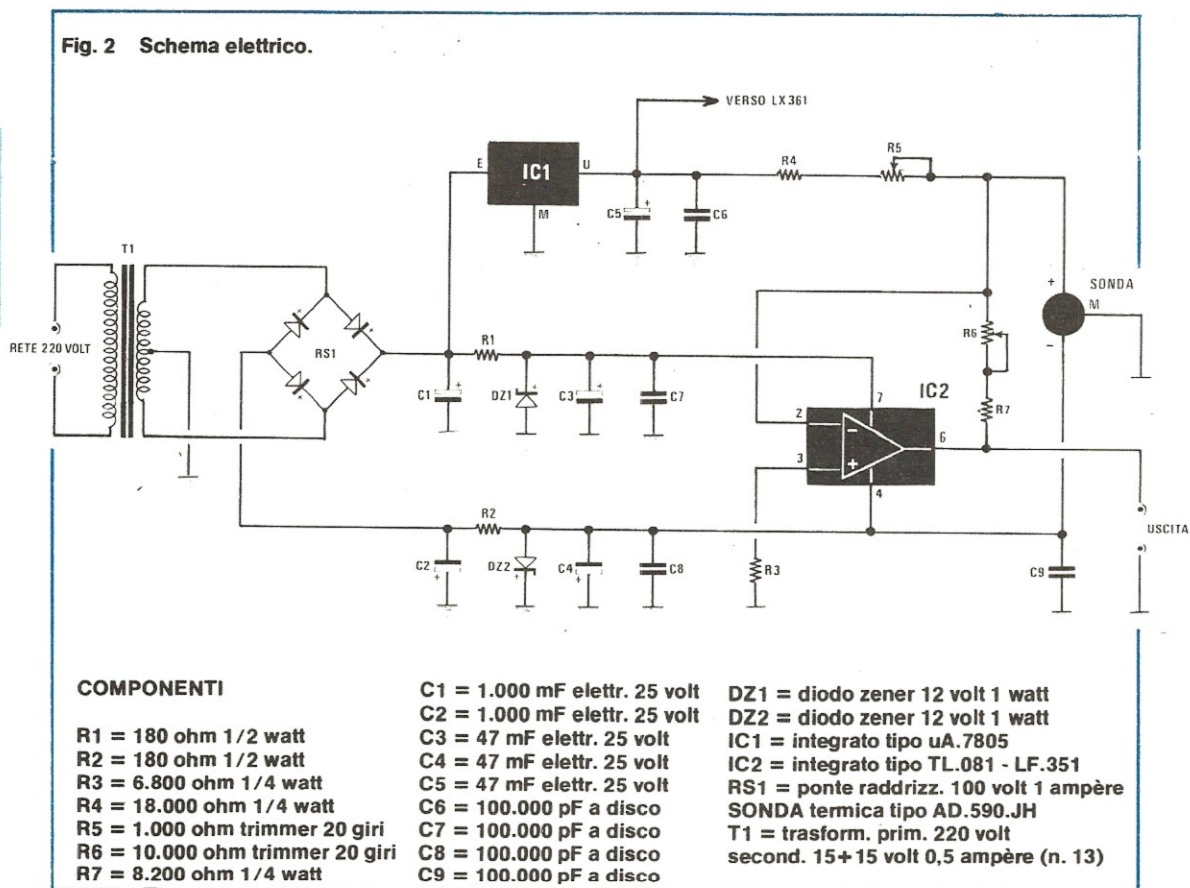 Fig. 2 Schema elettrico.
VERSO LX361
E
IC1
U
M
R4
R5
C5
+
C6
T1
RETE 220 VOLT
RS1
R1
C1
+
DZ1
+
C3
+
C7
+
SONDA
M
-
R6
R7
IC2
7
2
-
3
+
6
4
R2
C2
+
DZ2
+
C4
+
C8
R3
C9
USCITA
COMPONENTI
R1 = 180 ohm 1/2 watt
R2 = 180 ohm 1/2 watt
R3 = 6.800 ohm 1/4 watt
R4 = 18.000 ohm 1/4 watt
R5 = 1.000 ohm trimmer 20 giri
R6 = 10.000 ohm trimmer 20 giri
R7 = 8.200 ohm 1/4 watt
C1 = 1.000 mF elettr. 25 volt
C2 = 1.000 mF elettr. 25 volt
C3 = 47 mF elettr. 25 volt
C4 = 47 mF elettr. 25 volt
C5 = 47 mF elettr. 25 volt
C6 = 100.000 pF a disco
C7 = 100.000 pF a disco
C8 = 100.000 pF a disco
C9 = 100.000 pF a disco
DZ1 = diodo zener 12 volt 1 watt
DZ2 = diodo zener 12 volt 1 watt
IC1 = integrato tipo uA.7805
IC2 = integrato tipo TL.081 - LF.351
RS1 = ponte raddrizz. 100 volt 1 ampère
SONDA termica tipo AD.590.JH
T1 = trasform. prim. 220 volt
second. 15+15 volt 0,5 ampère (n. 13)